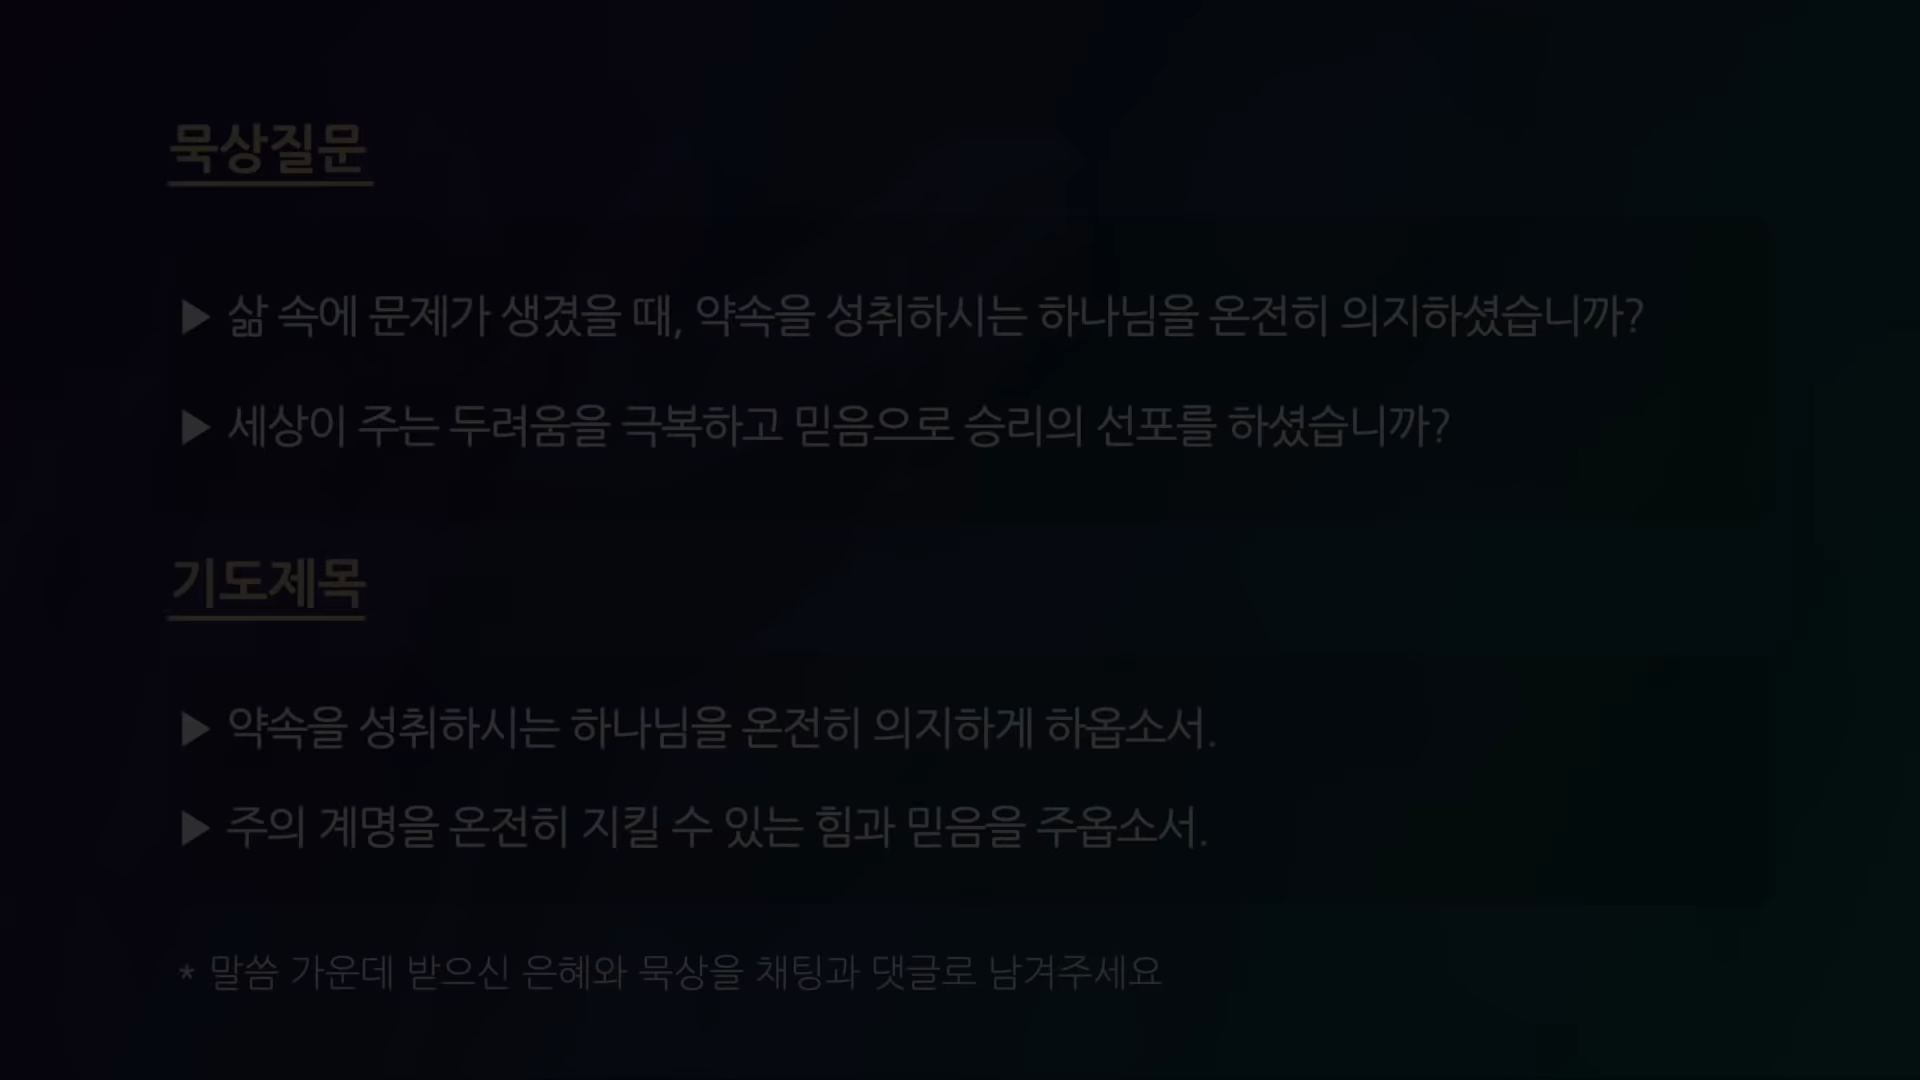 묵상질문
▶ 삶 속에 문제가 생겼을 때, 약속을 성취하시는 하나님을 온전히 의지하셨습니까?
▶ 세상이 주는 두려움을 극복하고 믿음으로 승리의 선포를 하셨습니까?
기도제목
▶ 약속을 성취하시는 하나님을 온전히 의지하게 하옵소서.
▶ 주의 계명을 온전히 지킬 수 있는 힘과 믿음을 주옵소서.
* 말씀 가운데 받으신 은혜와 묵상을 채팅과 댓글로 남겨주세요